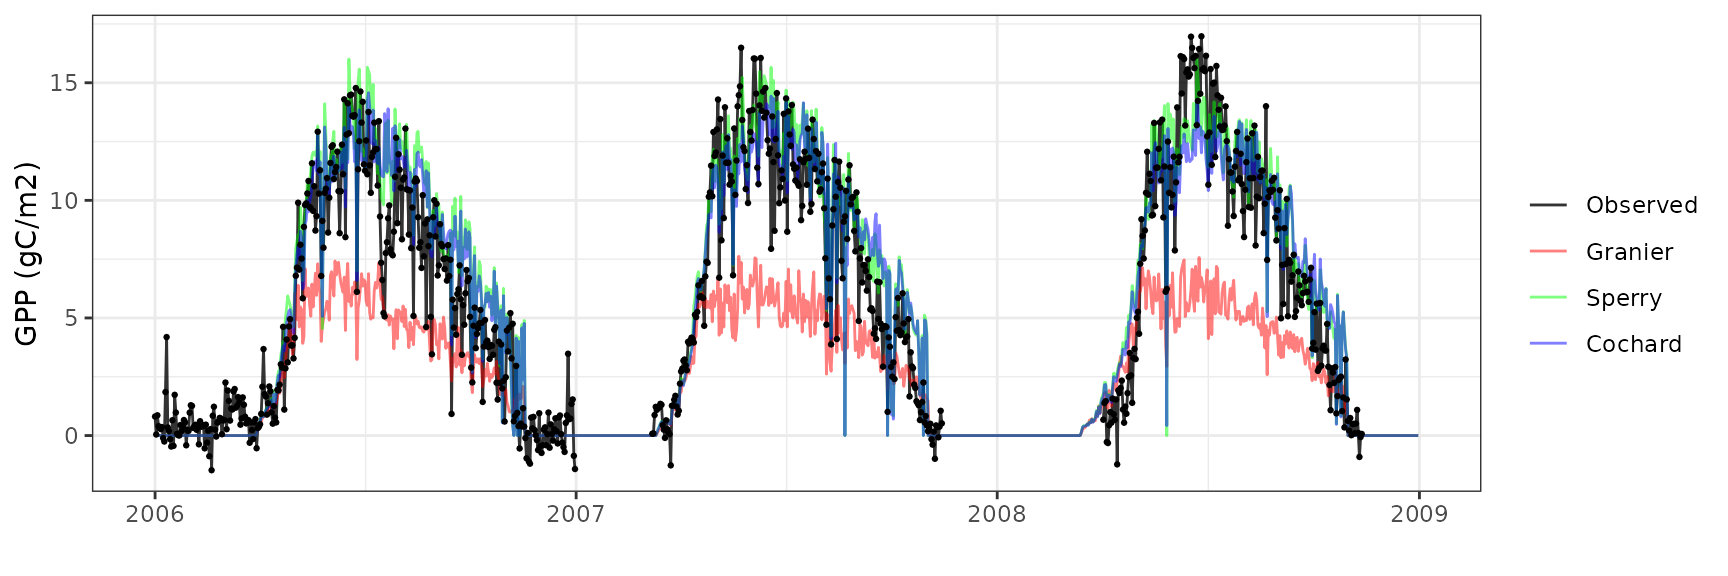 GPP (gC/m2)
15
10
5
0
2006
2007
2008
2009
Observed
Granier
Sperry
Cochard